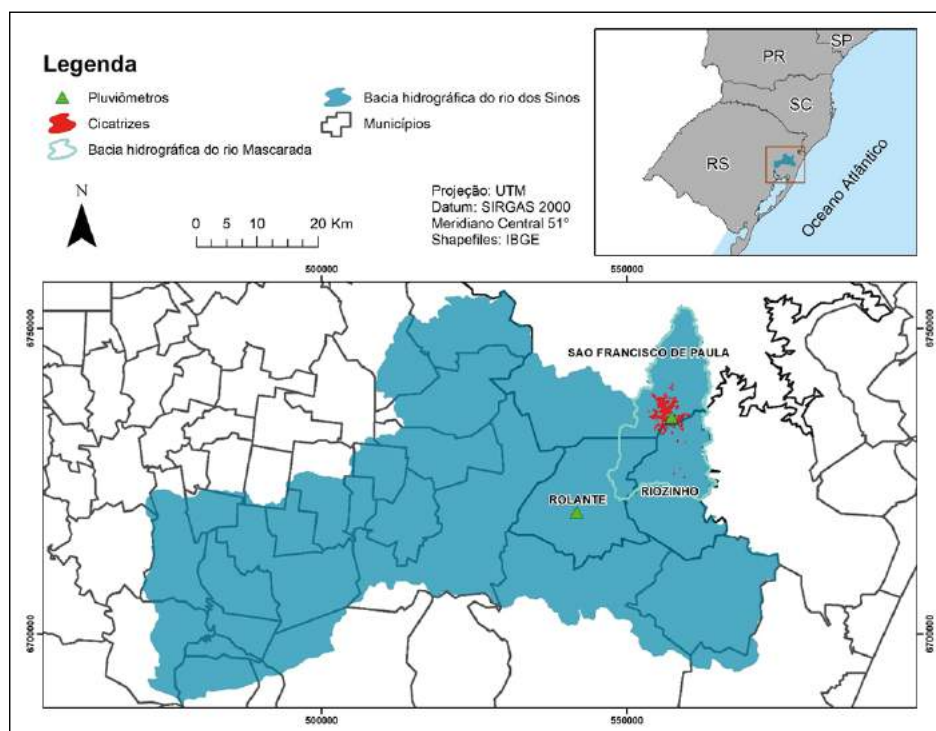 Legenda
Pluviômetros
Cicatrizes
Bacia hidrográfica do rio Mascarada
Bacia hidrográfica do rio dos Sinos
Municípios
N
0 5 10 20 Km
Projeção: UTM
Datum: SIRGAS 2000
Meridiano Central 51º
Shapefiles: IBGE
SP
PR
SC
RS
Oceano Atlântico
500000 550000
6750000 6750000
SAO FRANCISCO DE PAULA
ROLANTE
RIOZINHO
6700000 6700000
500000 550000